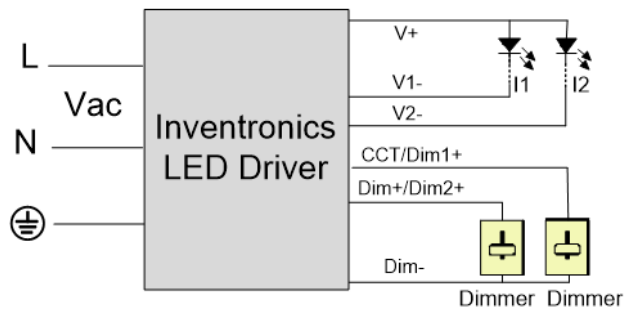 L
Vac
N
Inventronics
LED Driver
V+
V1-
I1
I2
V2-
CCT/Dim1+
Dim+/Dim2+
Dim-
Dimmer
Dimmer